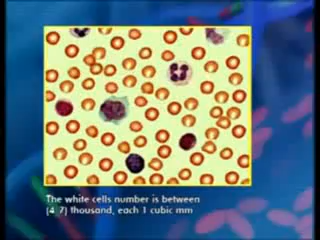 The white cells number is between
(4-7) thousand, each 1 cubic mm